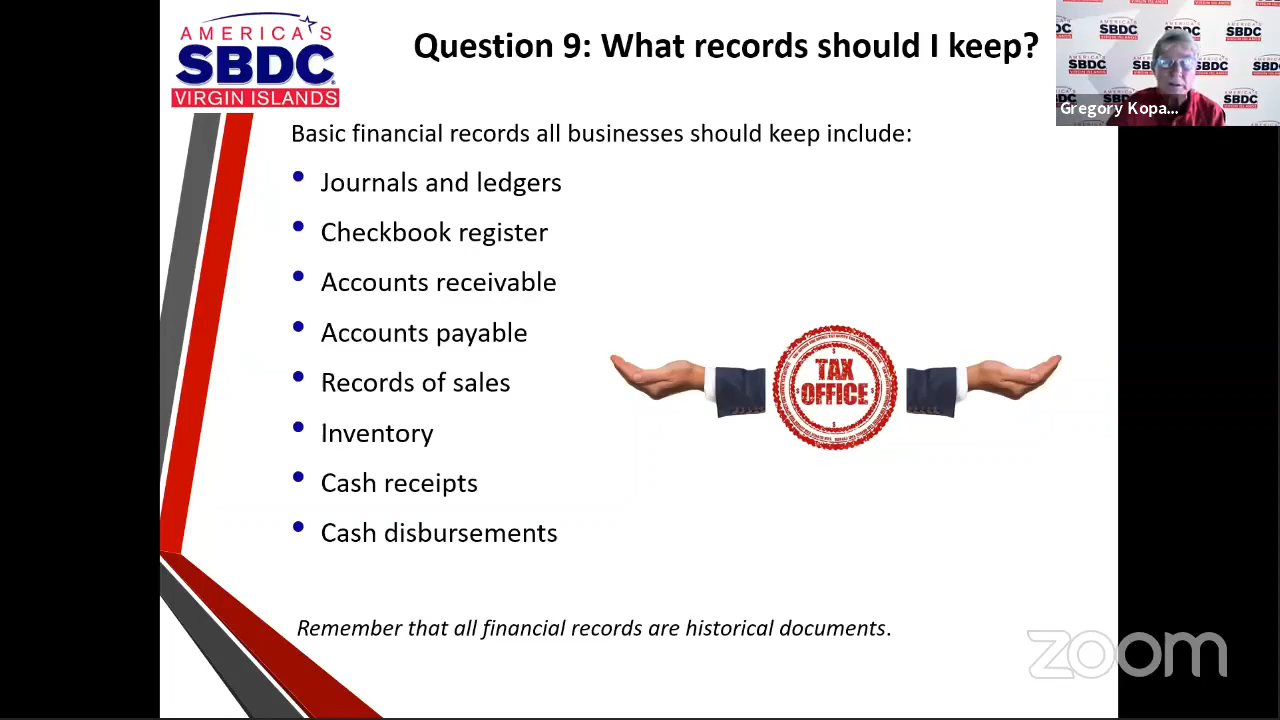 AMERICA'S
SBDC
VIRGIN ISLANDS
Question 9: What records should I keep?
Gregory Kopa...
Basic financial records all businesses should keep include:
• Journals and ledgers
• Checkbook register
• Accounts receivable
• Accounts payable
• Records of sales
• Inventory
• Cash receipts
• Cash disbursements
TAX
OFFICE
Remember that all financial records are historical documents.
zoom